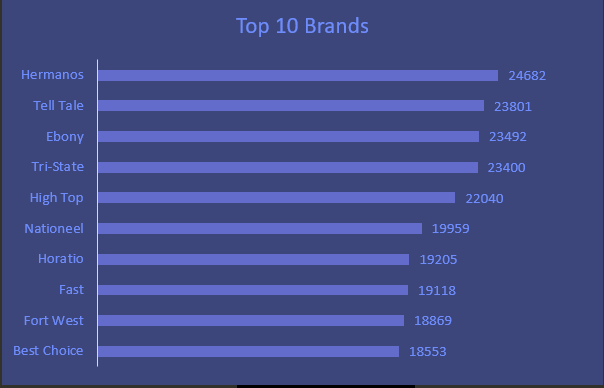 Top 10 Brands
Hermanos 24682
Tell Tale 23801
Ebony 23492
Tri-State 23400
High Top 22040
Nationeel 19959
Horatio 19205
Fast 19118
Fort West 18869
Best Choice 18553